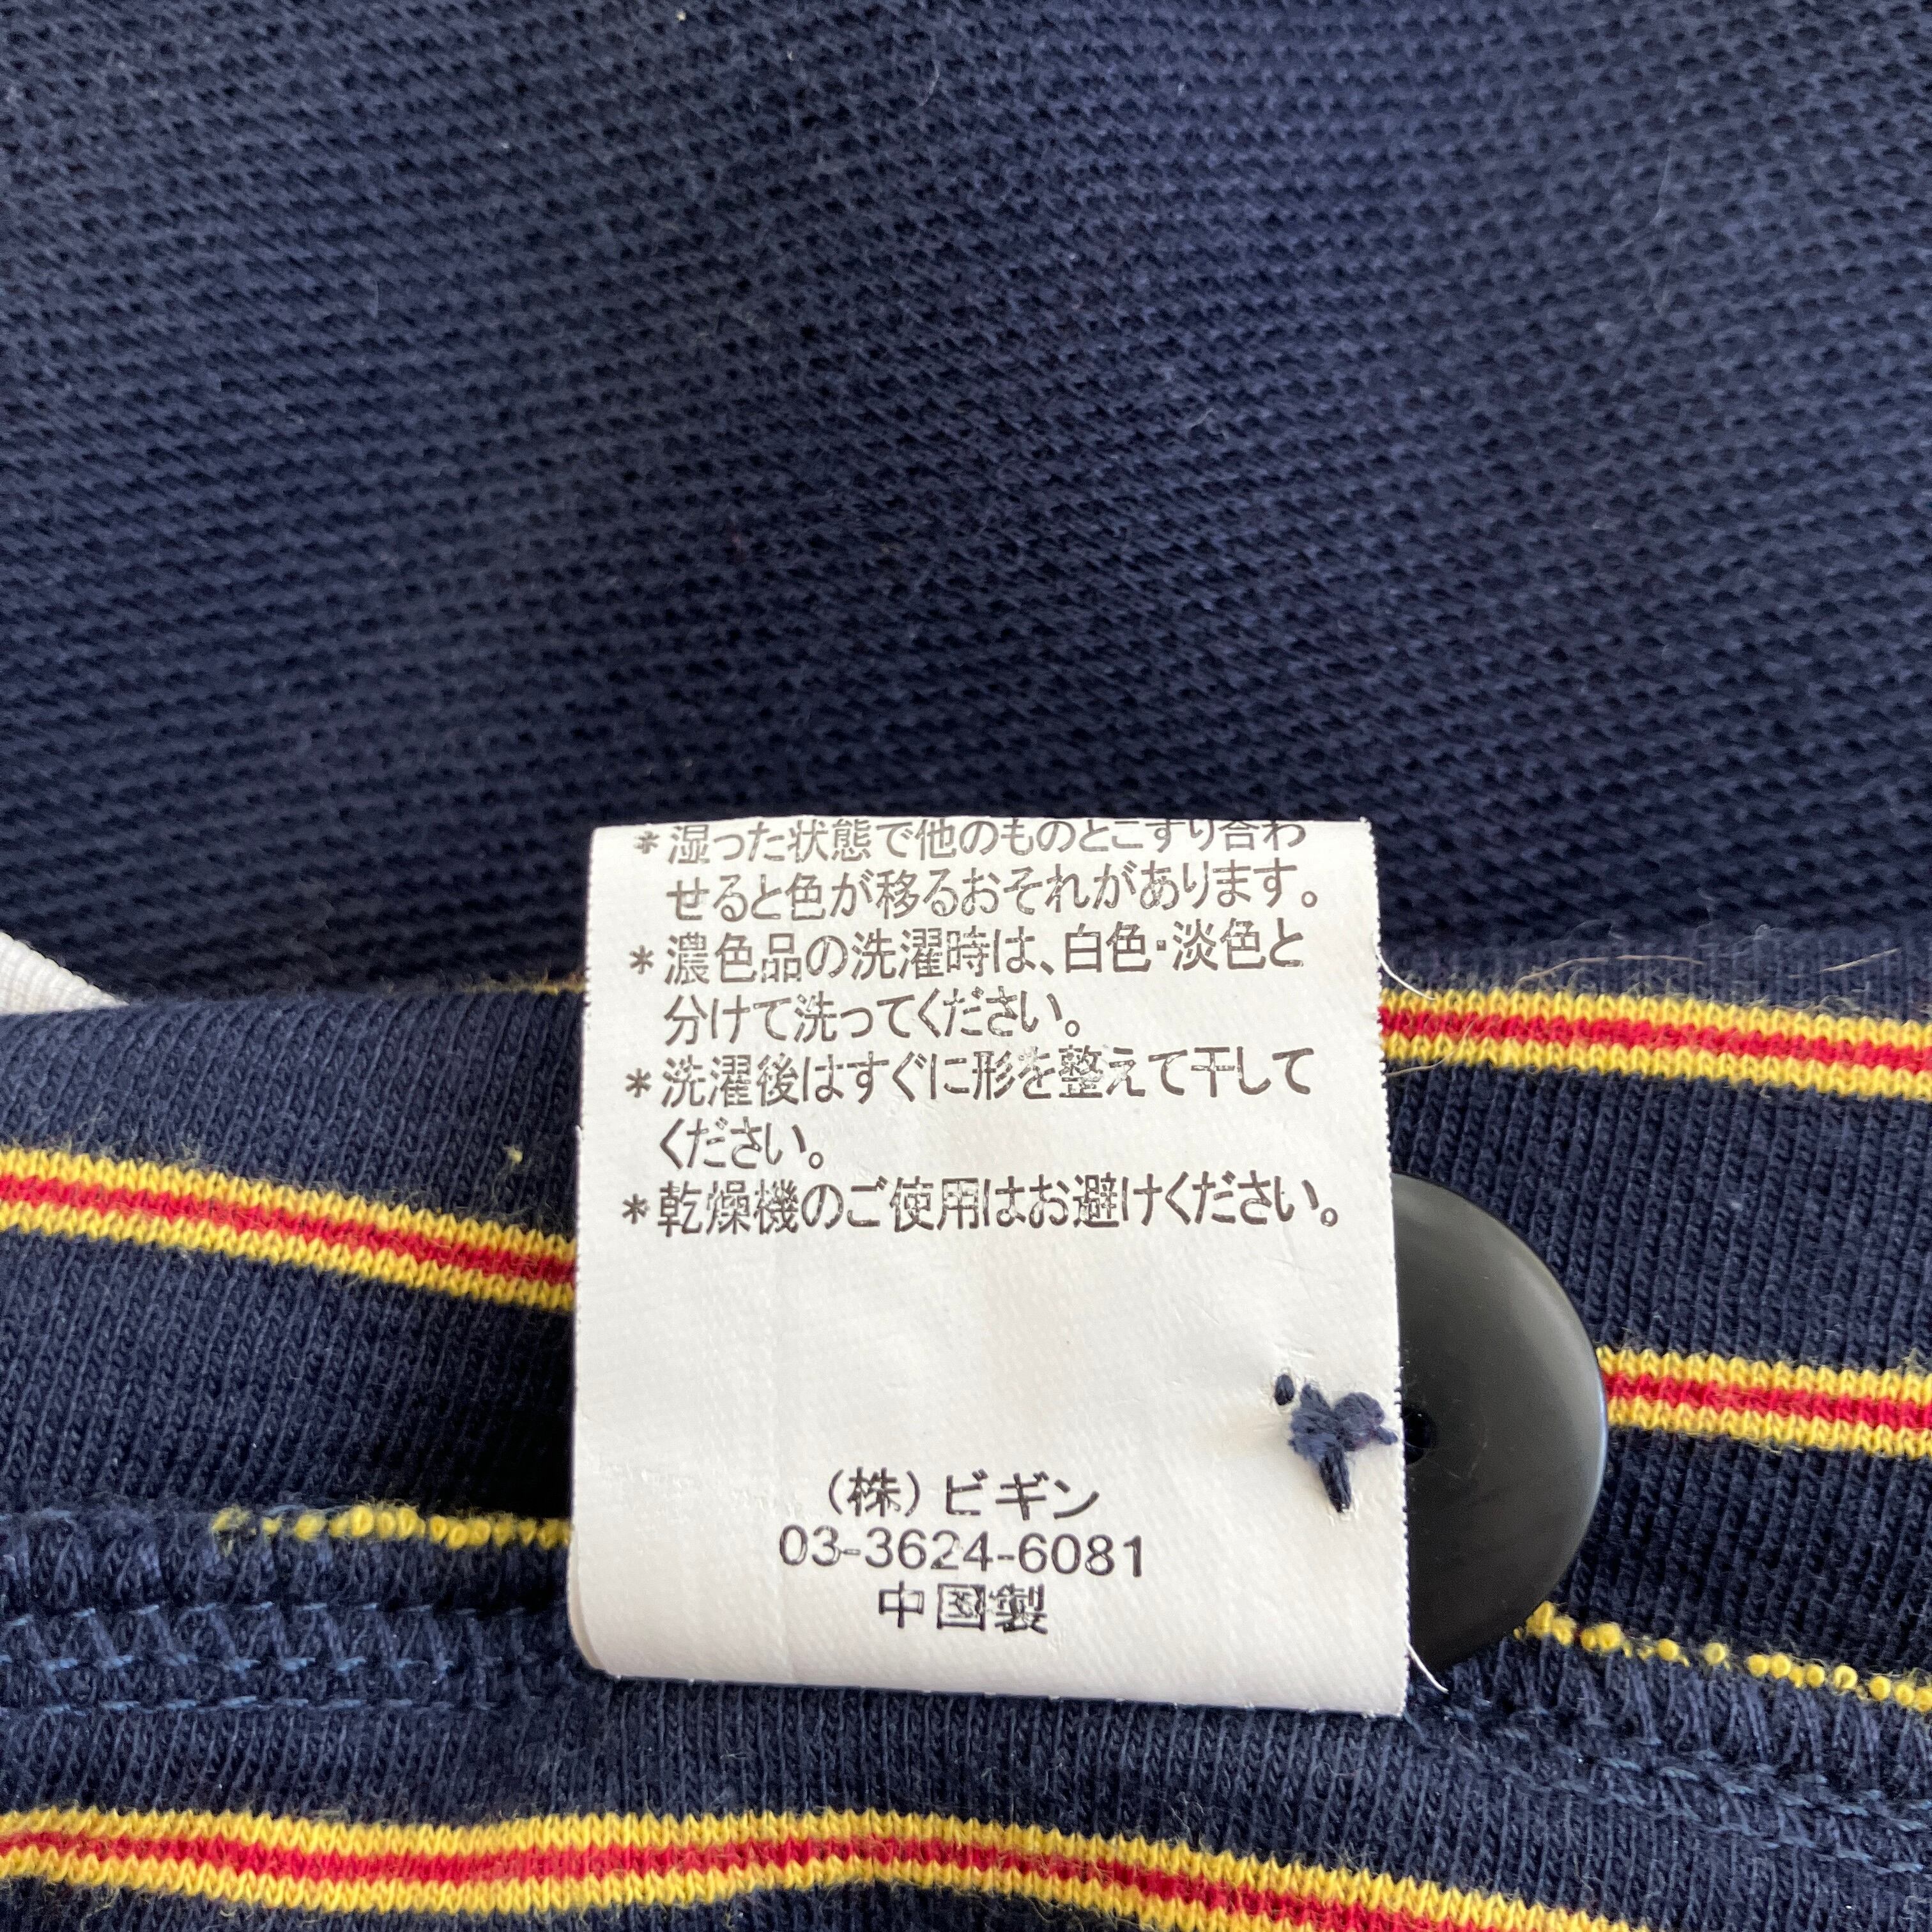 *湿った状態で他のものとこすり合わ
せると色が移るおそれがあります。
*濃色品の洗濯時は、白色・淡色と
分けて洗ってください。
*洗濯後はすぐに形を整えて干して
ください。
*乾燥機のご使用はお避けください。
(株)ビギン
03-3624-6081
中国製